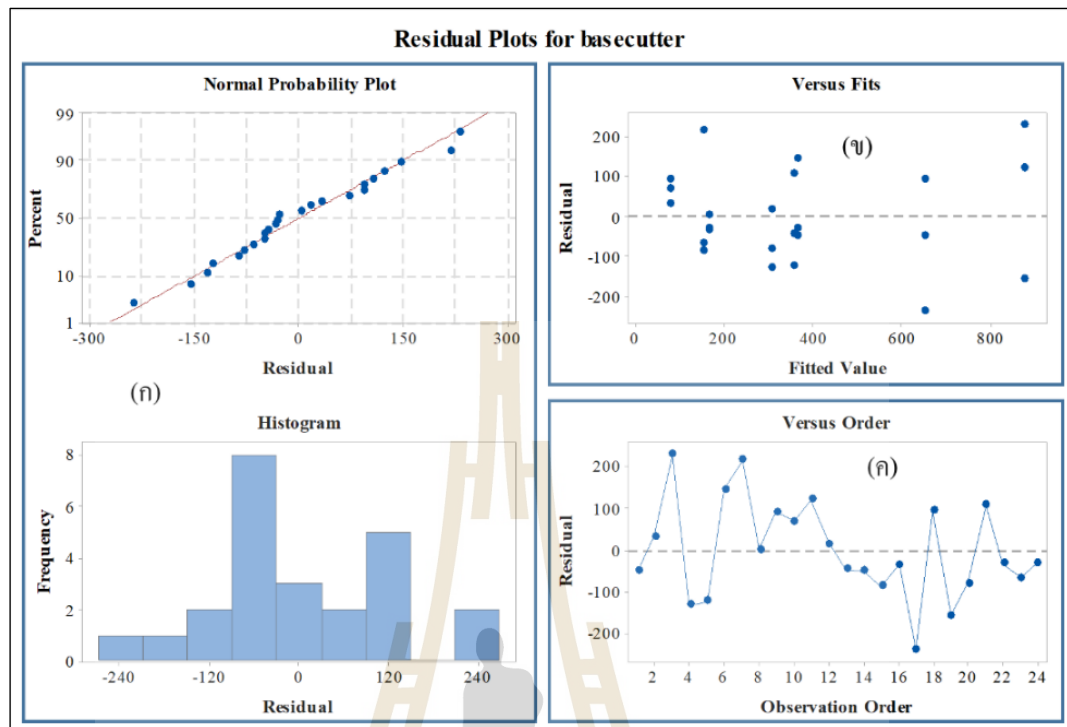 Residual Plots for basecutter
Normal Probability Plot
99
90
50
10
1
Percent
-300 -150 0 150 300
Residual
(ก)
Histogram
8
6
4
2
0
Frequency
-240 -120 0 120 240
Residual
Versus Fits
(ข)
200
100
0
-100
-200
Residual
0 200 400 600 800
Fitted Value
Versus Order
(ค)
200
100
0
-100
-200
Residual
2 4 6 8 10 12 14 16 18 20 22 24
Observation Order